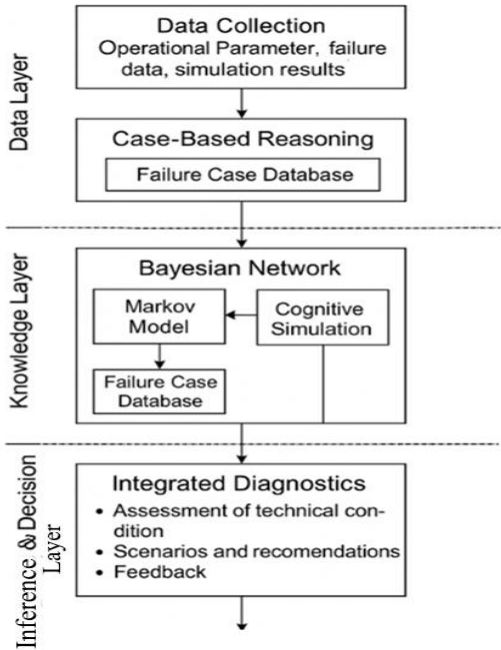 Data Layer
Data Collection
Operational Parameter, failure
data, simulation results
Case-Based Reasoning
Failure Case Database
Knowledge Layer
Bayesian Network
Markov
Model
Cognitive
Simulation
Failure Case
Database
Inference & Decision
Layer
Integrated Diagnostics
• Assessment of technical con-
dition
• Scenarios and recomendations
• Feedback